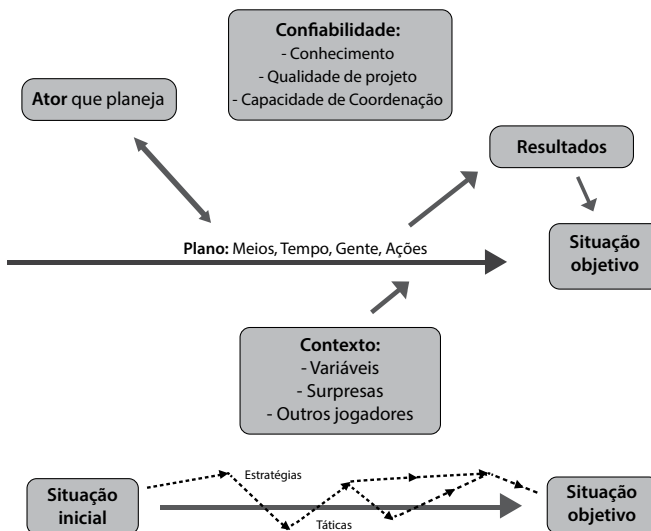 Confiabilidade:
- Conhecimento
- Qualidade de projeto
- Capacidade de Coordenação
Ator que planeja
Resultados
Plano: Meios, Tempo, Gente, Ações
Situação
objetivo
Contexto:
- Variáveis
- Surpresas
- Outros jogadores
Situação
inicial
Estratégias
Táticas
Situação
objetivo